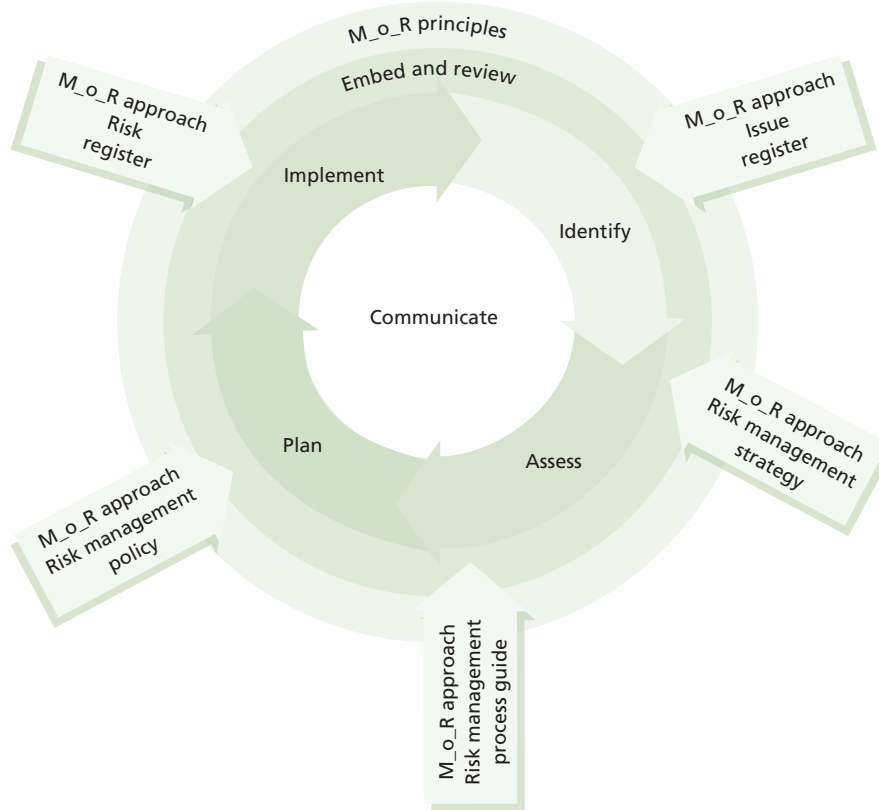 M_o_R principles
Embed and review
M_o_R approach
Risk
register
M_o_R approach
Issue
register
Implement
Identify
Communicate
M_o_R approach
Risk management
strategy
Plan
Assess
M_o_R approach
Risk management
policy
M_o_R approach
Risk management
process guide